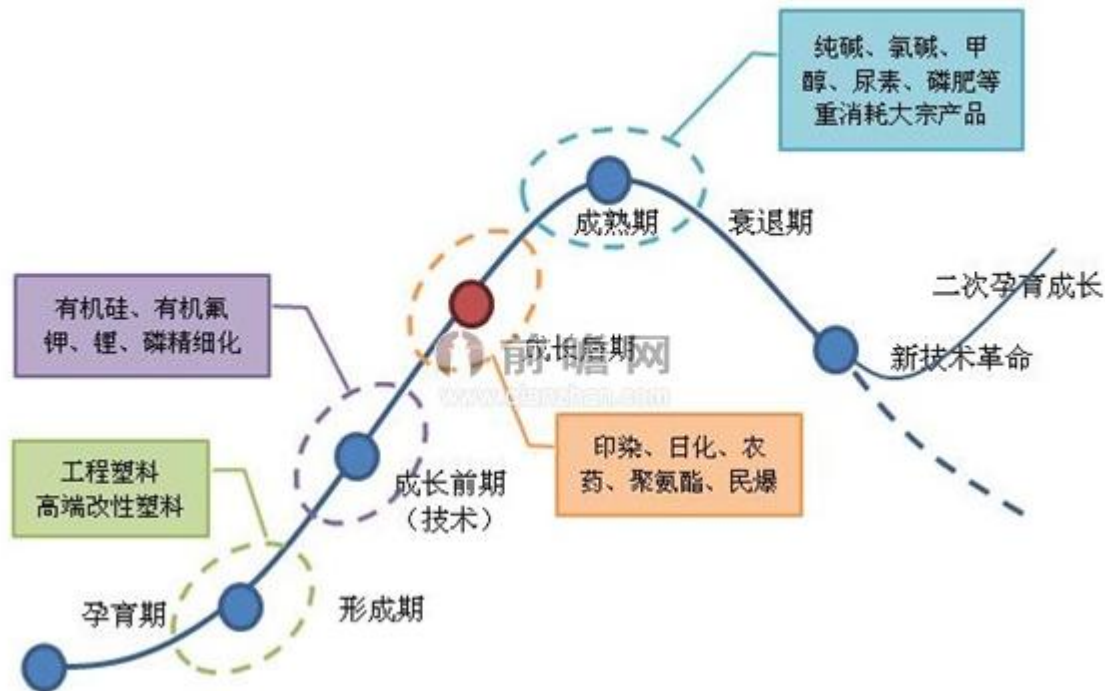 纯碱、氯碱、甲
醇、尿素、磷肥等
重消耗大宗产品
成熟期
衰退期
二次孕育成长
新技术革命
有机硅、有机氟
钾、锂、磷精细化
成长后期
前瞻网
www.qianzhan.com
印染、日化、农
药、聚氨酯、民爆
工程塑料
高端改性塑料
成长前期
（技术）
孕育期
形成期